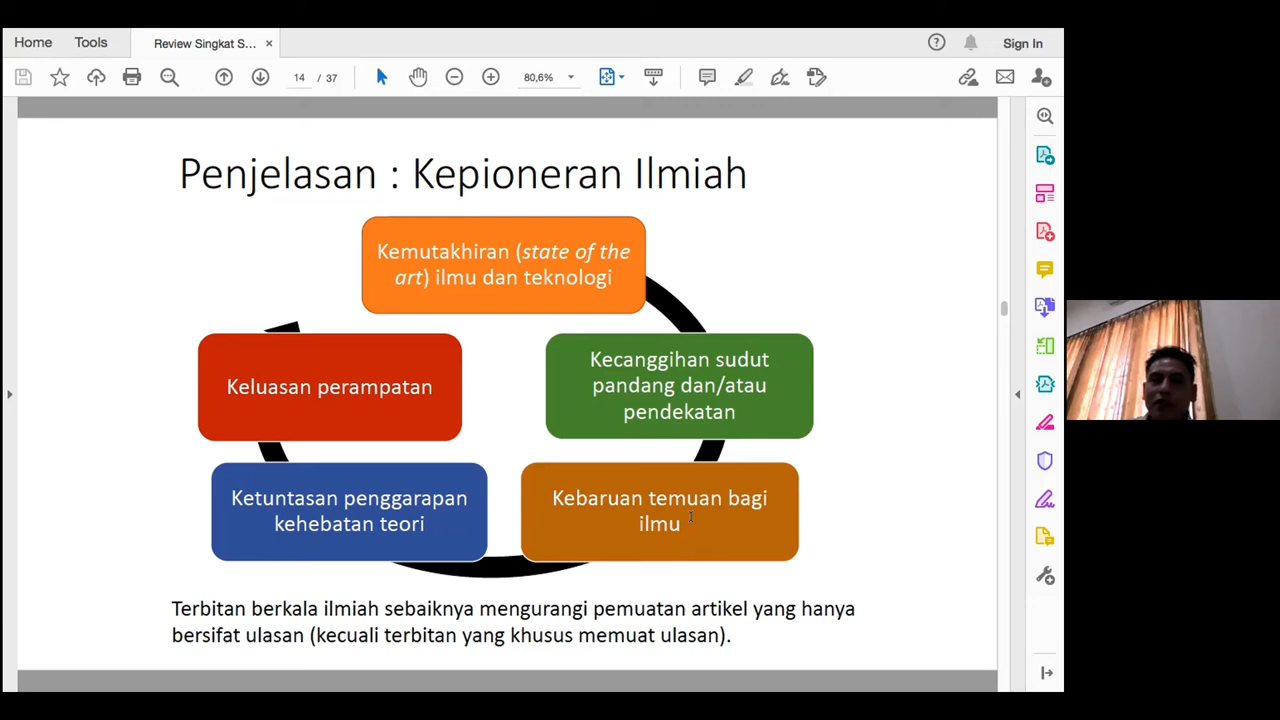 Home Tools Review Singkat S... × Sign In
14 / 37 80,6%
Penjelasan : Kepioneran Ilmiah
Kemutakhiran (state of the
art) ilmu dan teknologi
Kecanggihan sudut
pandang dan/atau
pendekatan
Kebaruan temuan bagi
ilmu
Ketuntasan penggarapan
kehebatan teori
Keluasan perampatan
Terbitan berkala ilmiah sebaiknya mengurangi pemuatan artikel yang hanya
bersifat ulasan (kecuali terbitan yang khusus memuat ulasan).